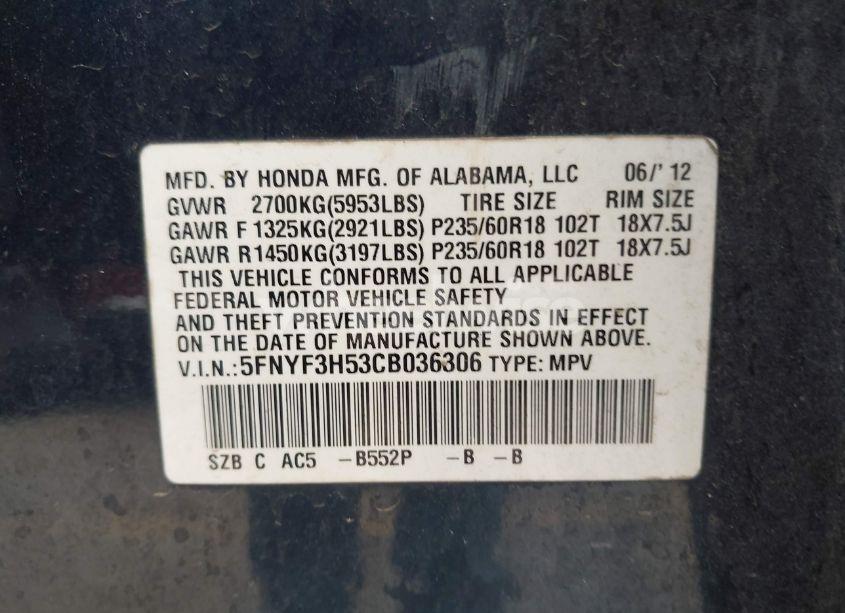 MFD. BY HONDA MFG. OF ALABAMA, LLC 06/' 12
GVWR 2700KG(5953LBS) TIRE SIZE RIM SIZE
GAWR F 1325KG(2921LBS) P235/60R18 102T 18X7.5J
GAWR R1450KG(3197LBS) P235/60R18 102T 18X7.5J
THIS VEHICLE CONFORMS TO ALL APPLICABLE
FEDERAL MOTOR VEHICLE SAFETY
AND THEFT PREVENTION STANDARDS IN EFFECT
ON THE DATE OF MANUFACTURE SHOWN ABOVE.
V.I.N.:5FNYF3H53CB036306 TYPE: MPV
SZB C AC5 -B552P -B -B